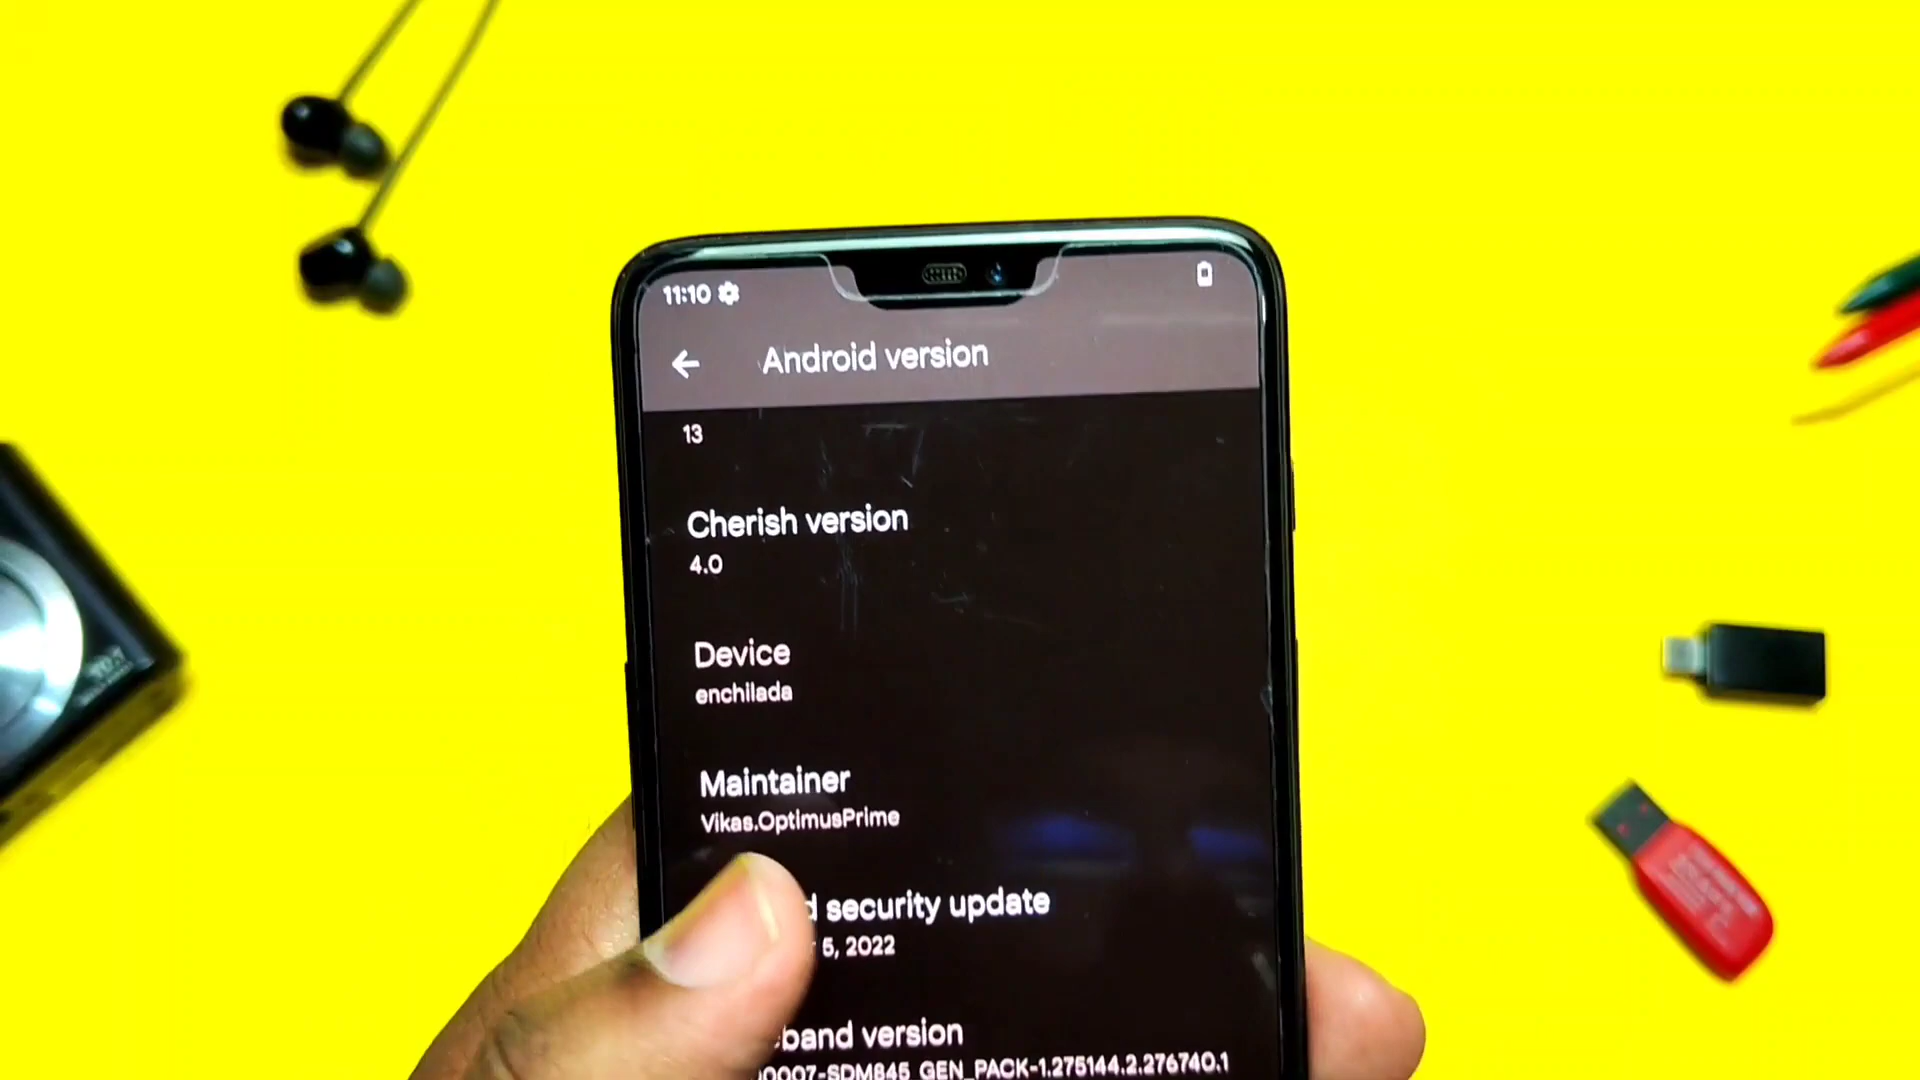 11:10
Android version
13
Cherish version
4.0
Device
enchilada
Maintainer
Vikas.OptimusPrime
security update
5, 2022
band version
00007-SDM845_GEN_PACK-1.275144.2.276740.1